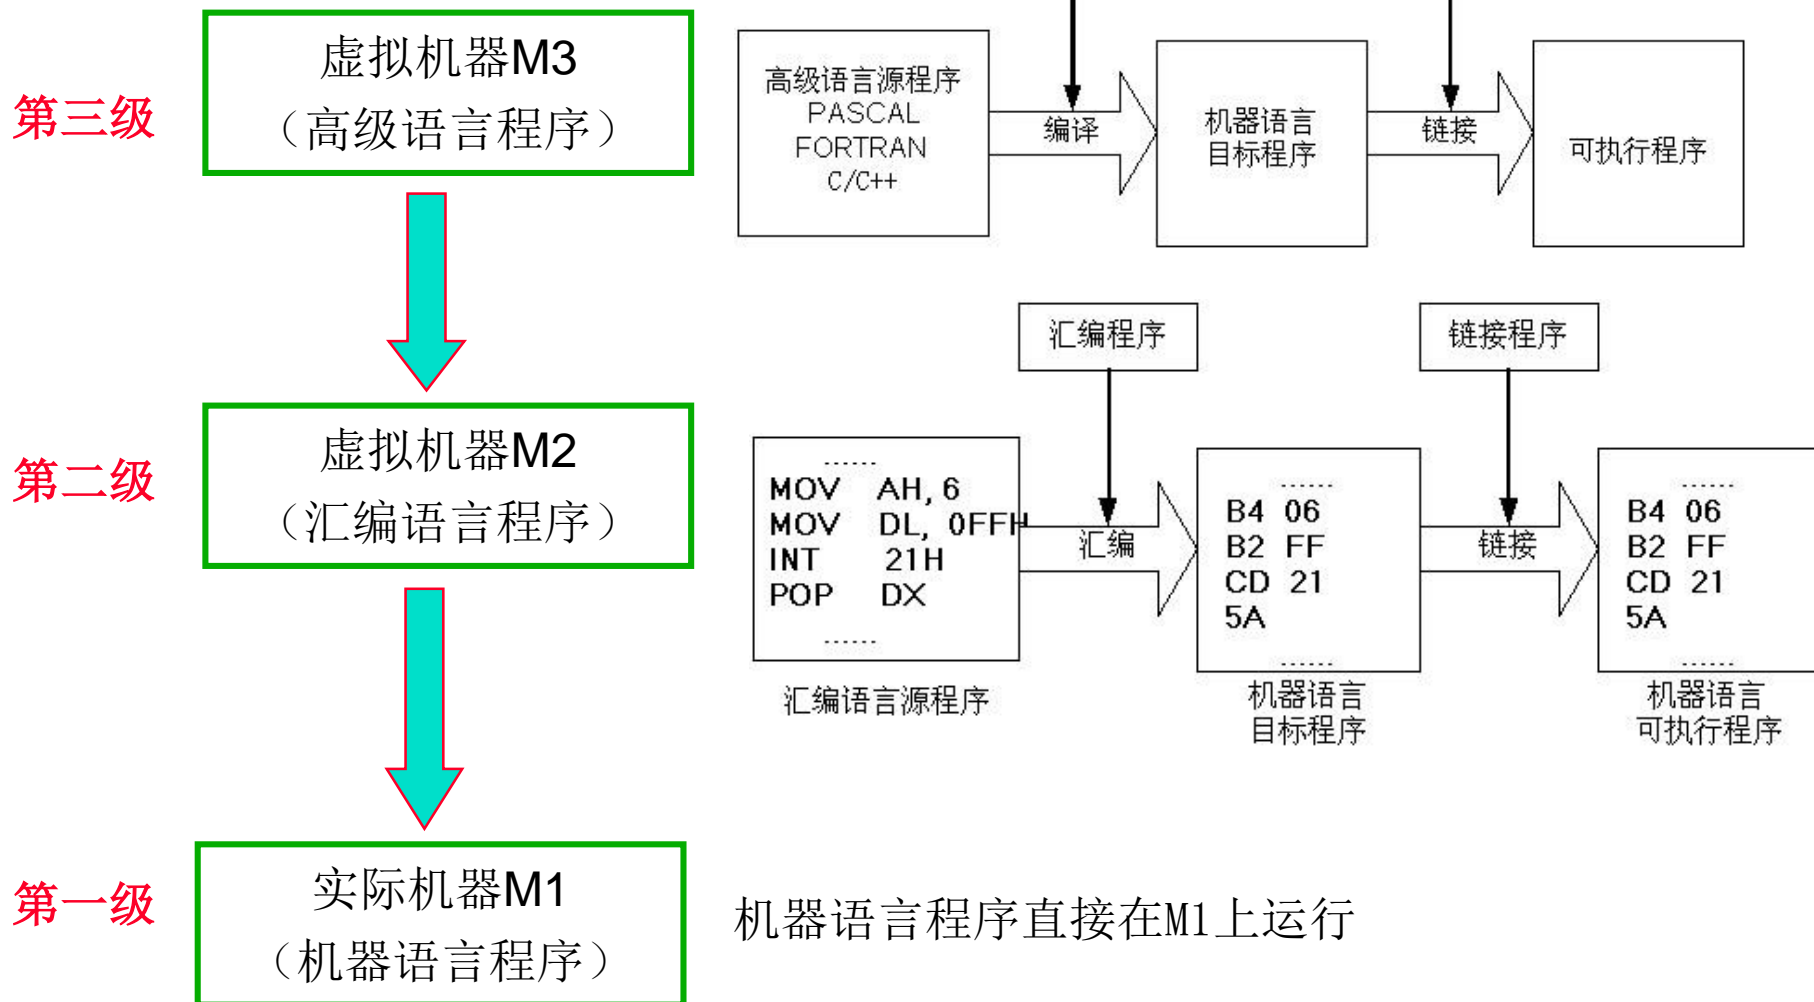 第三级
虚拟机器M3
（高级语言程序）
高级语言源程序
PASCAL
FORTRAN
C/C++
编译
机器语言
目标程序
链接
可执行程序
第二级
虚拟机器M2
（汇编语言程序）
汇编程序
链接程序
......
MOV AH, 6
MOV DL, 0FFH
INT 21H
POP DX
......
汇编语言源程序
汇编
......
B4 06
B2 FF
CD 21
5A
......
机器语言
目标程序
链接
......
B4 06
B2 FF
CD 21
5A
......
机器语言
可执行程序
第一级
实际机器M1
（机器语言程序）
机器语言程序直接在M1上运行